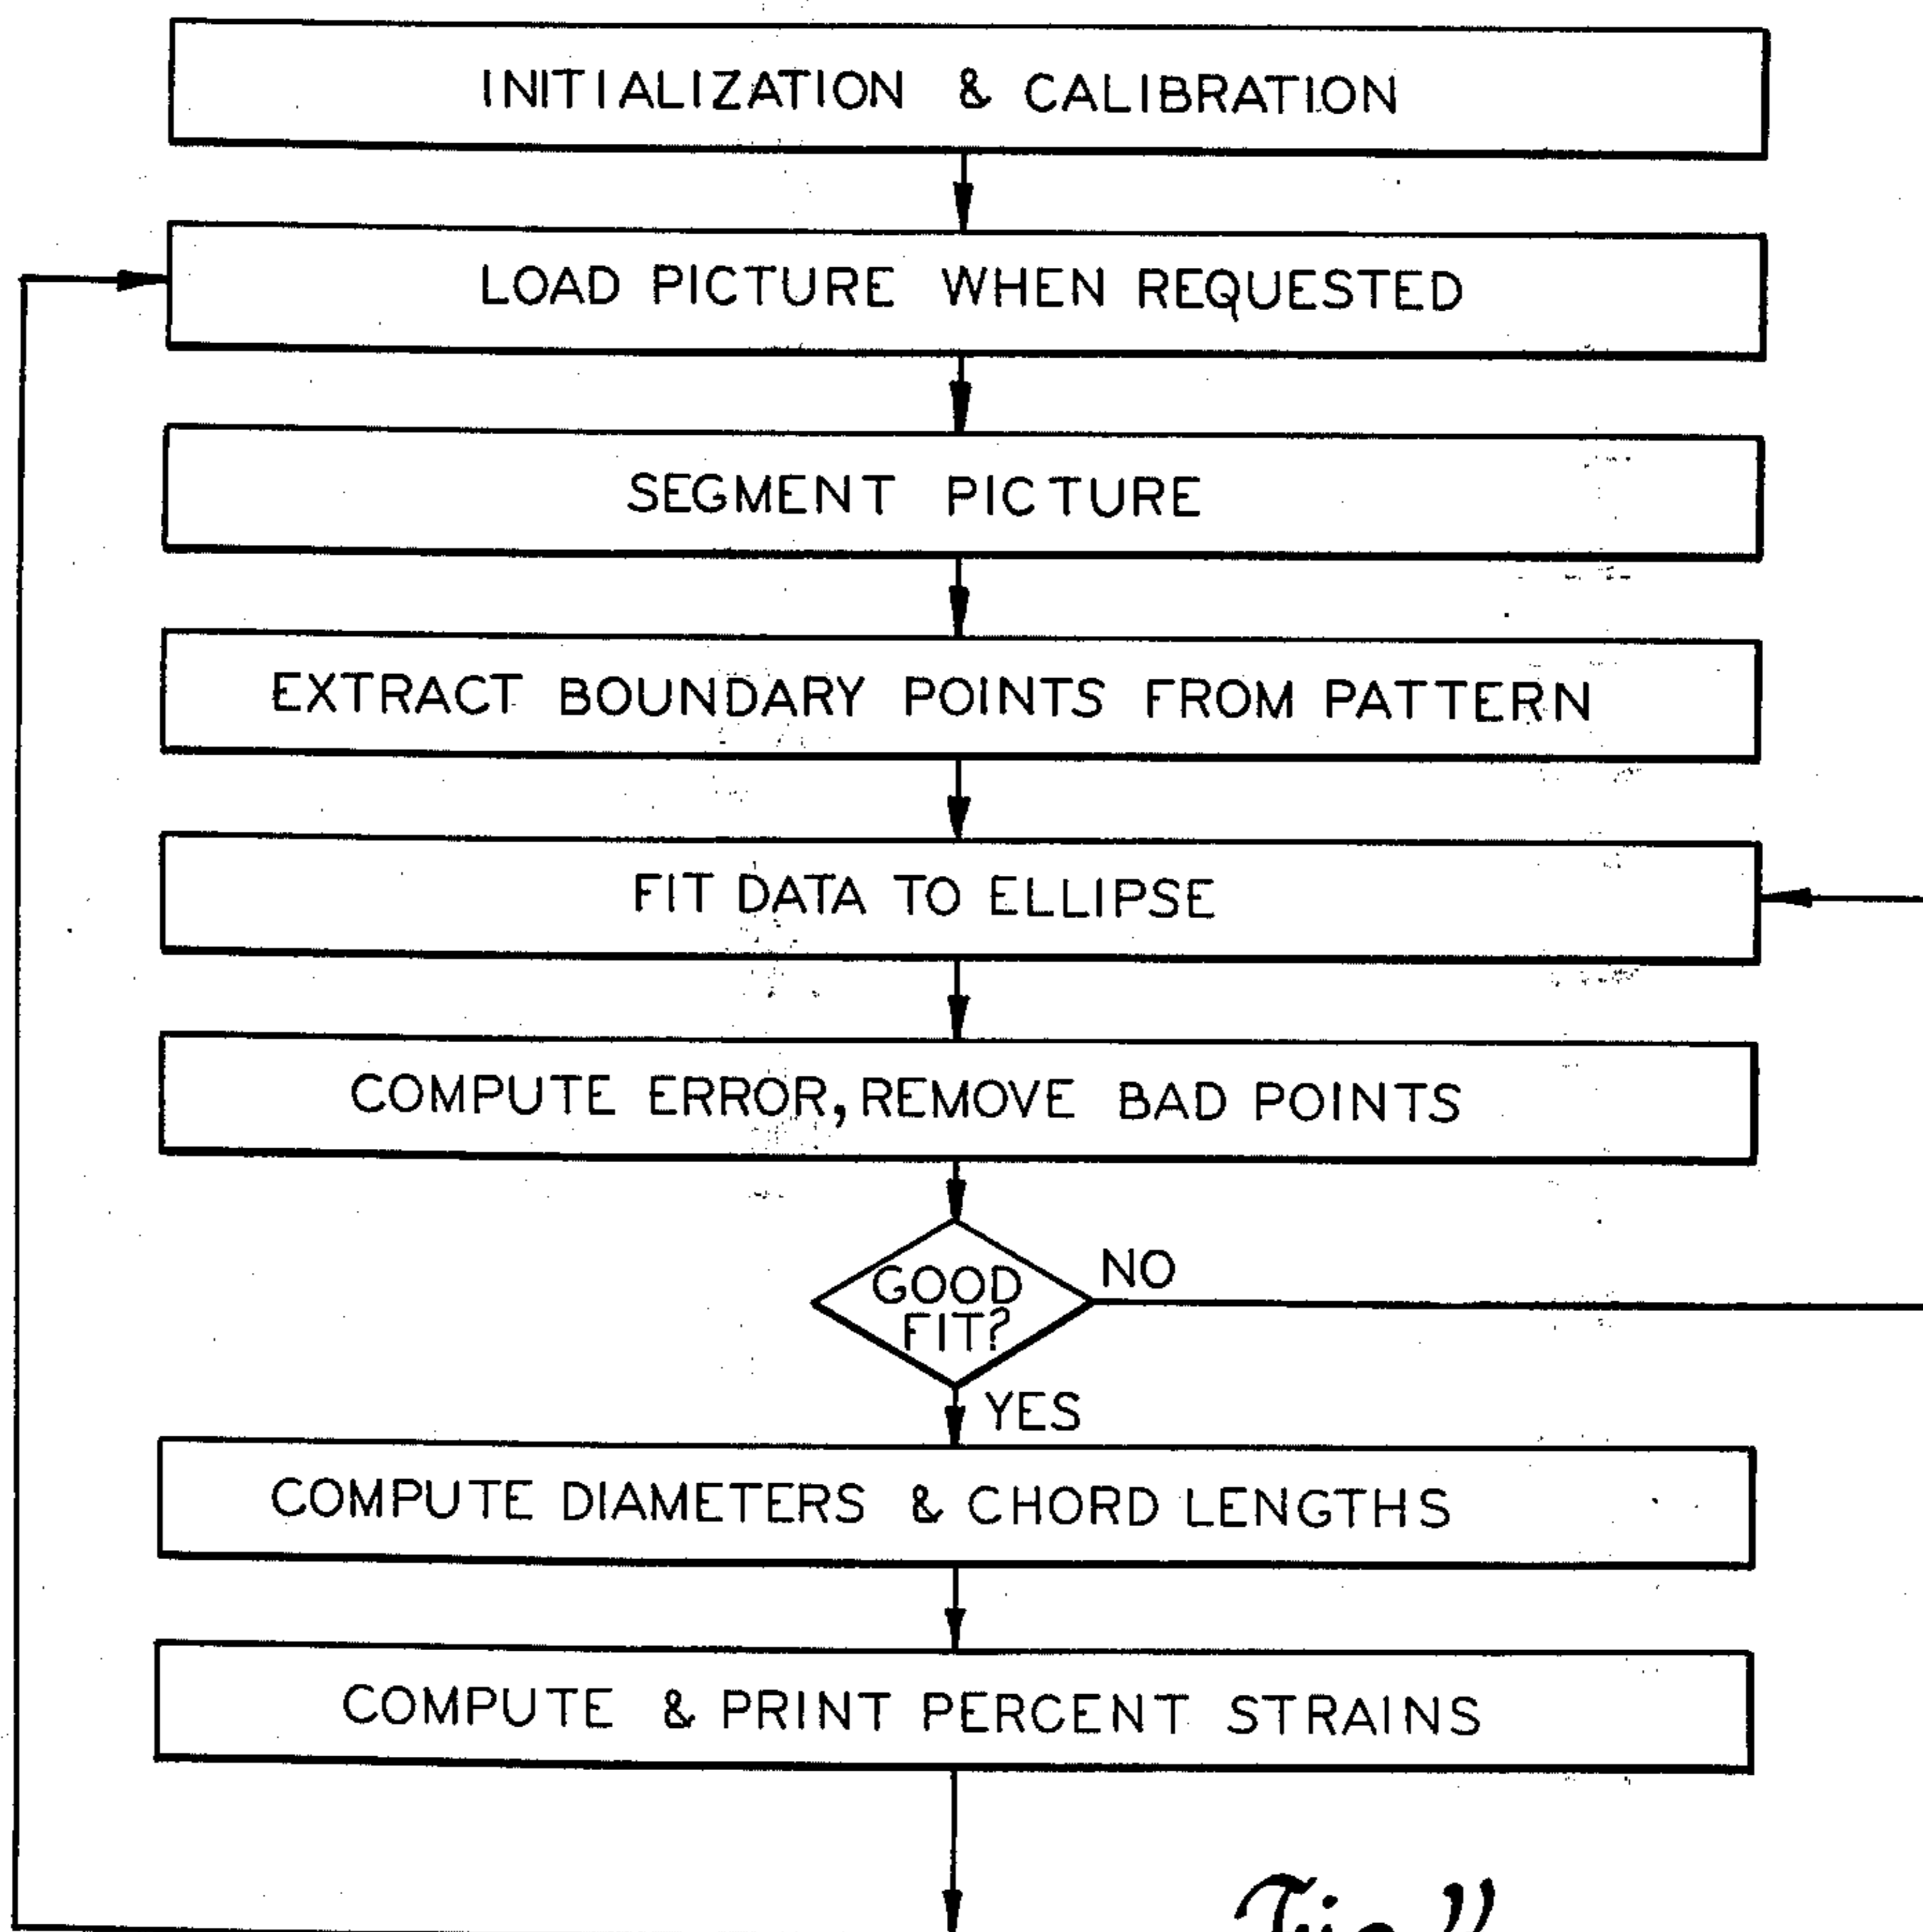 INITIALIZATION & CALIBRATION
LOAD PICTURE WHEN REQUESTED
SEGMENT PICTURE
EXTRACT BOUNDARY POINTS FROM PATTERN
FIT DATA TO ELLIPSE
COMPUTE ERROR, REMOVE BAD POINTS
GOOD
FIT?
NO
YES
COMPUTE DIAMETERS & CHORD LENGTHS
COMPUTE & PRINT PERCENT STRAINS